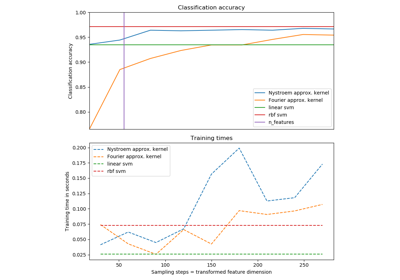 Classification accuracy
1.00
0.95
0.90
0.85
0.80
Classification accuracy
Nystroem approx. kernel
Fourier approx. kernel
linear svm
rbf svm
n_features
Training times
0.200
0.175
0.150
0.125
0.100
0.075
0.050
0.025
Training time in seconds
Nystroem approx. kernel
Fourier approx. kernel
linear svm
rbf svm
50
100
150
200
250
Sampling steps = transformed feature dimension